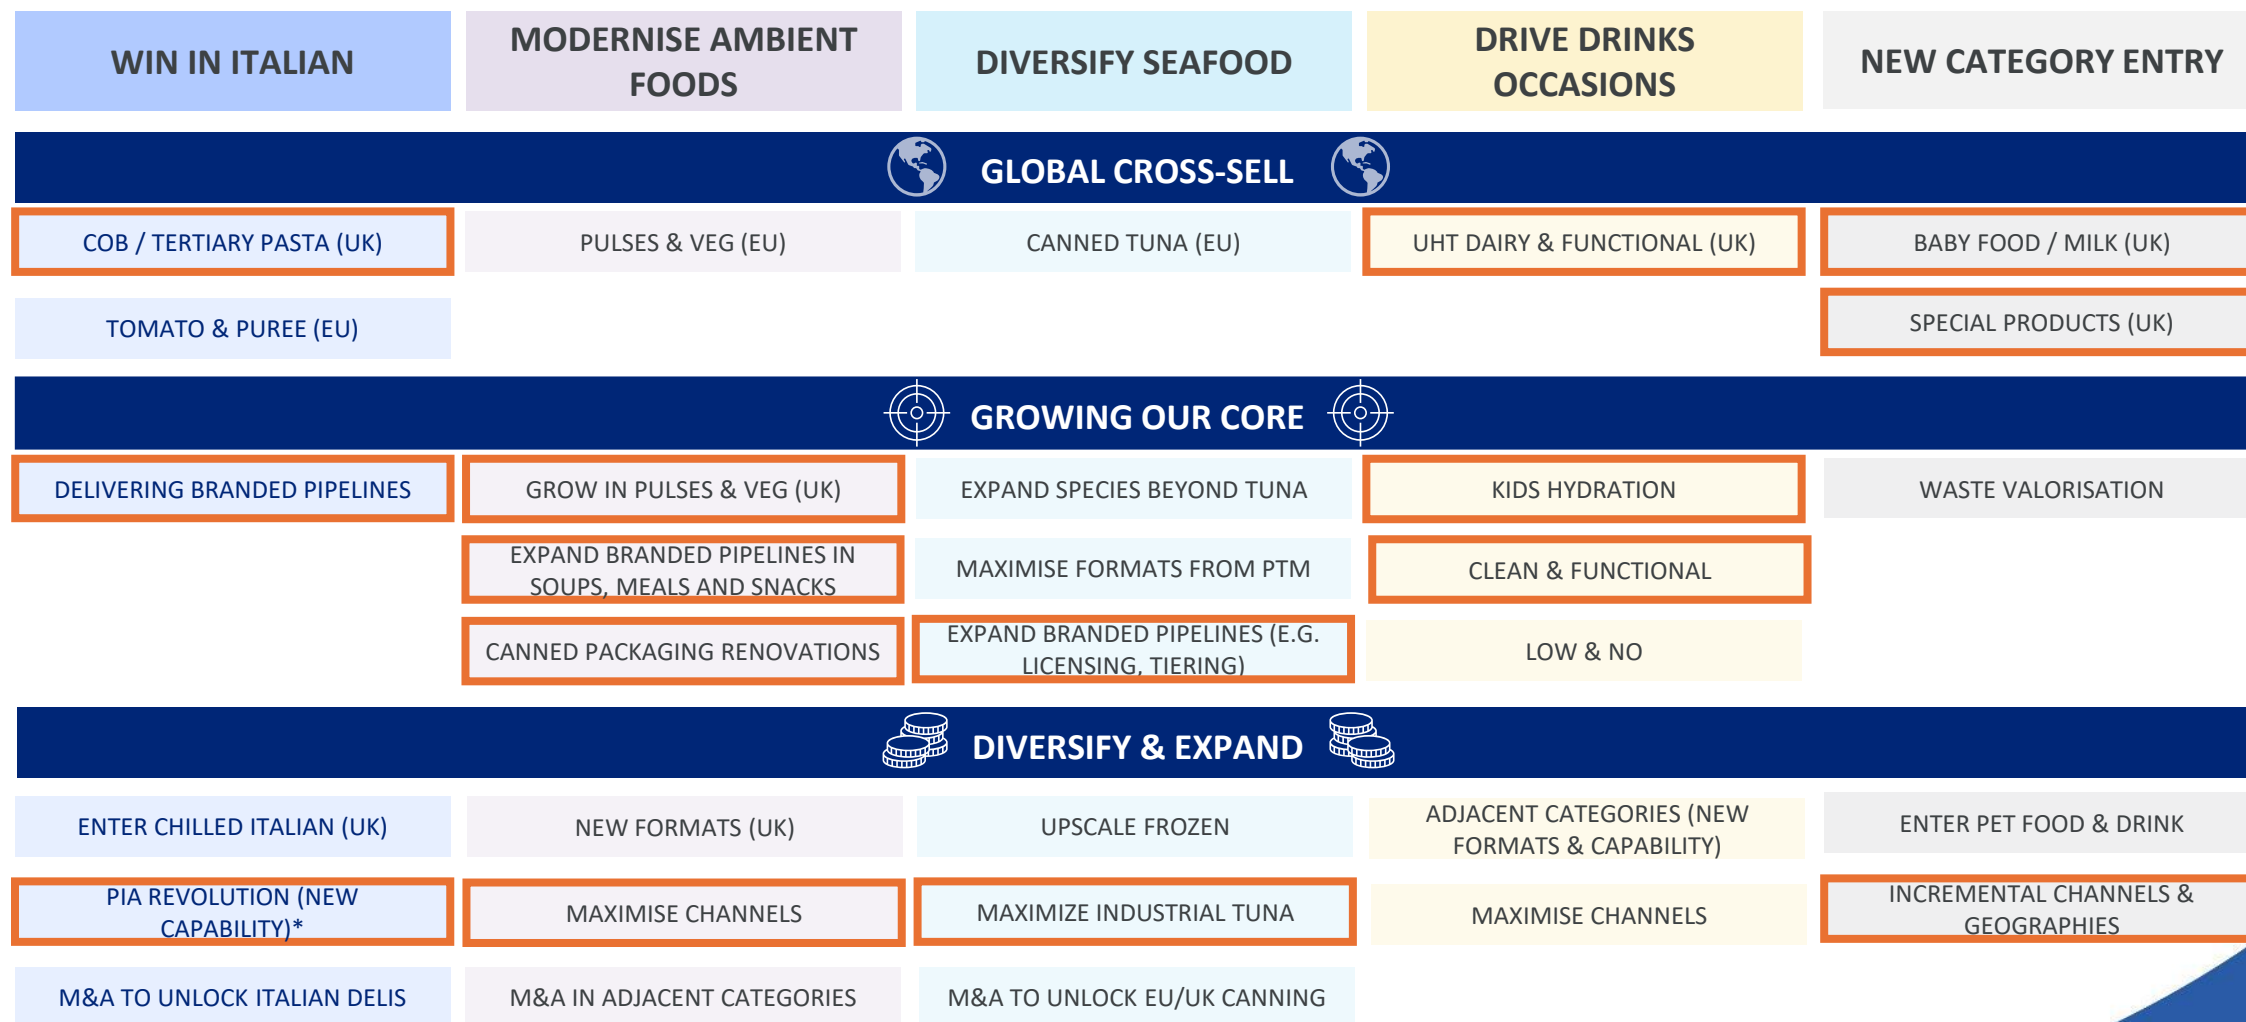 WIN IN ITALIAN
MODERNISE AMBIENT
FOODS
DIVERSIFY SEAFOOD
DRIVE DRINKS
OCCASIONS
NEW CATEGORY ENTRY
GLOBAL CROSS-SELL
COB / TERTIARY PASTA (UK)
PULSES & VEG (EU)
CANNED TUNA (EU)
UHT DAIRY & FUNCTIONAL (UK)
BABY FOOD / MILK (UK)
TOMATO & PUREE (EU)
SPECIAL PRODUCTS (UK)
GROWING OUR CORE
DELIVERING BRANDED PIPELINES
GROW IN PULSES & VEG (UK)
EXPAND SPECIES BEYOND TUNA
KIDS HYDRATION
WASTE VALORISATION
EXPAND BRANDED PIPELINES IN
SOUPS, MEALS AND SNACKS
MAXIMISE FORMATS FROM PTM
CLEAN & FUNCTIONAL
CANNED PACKAGING RENOVATIONS
EXPAND BRANDED PIPELINES (E.G.
LICENSING, TIERING)
LOW & NO
DIVERSIFY & EXPAND
ENTER CHILLED ITALIAN (UK)
NEW FORMATS (UK)
UPSCALE FROZEN
ADJACENT CATEGORIES (NEW
FORMATS & CAPABILITY)
ENTER PET FOOD & DRINK
PIA REVOLUTION (NEW
CAPABILITY)*
MAXIMISE CHANNELS
MAXIMIZE INDUSTRIAL TUNA
MAXIMISE CHANNELS
INCREMENTAL CHANNELS &
GEOGRAPHIES
M&A TO UNLOCK ITALIAN DELIS
M&A IN ADJACENT CATEGORIES
M&A TO UNLOCK EU/UK CANNING